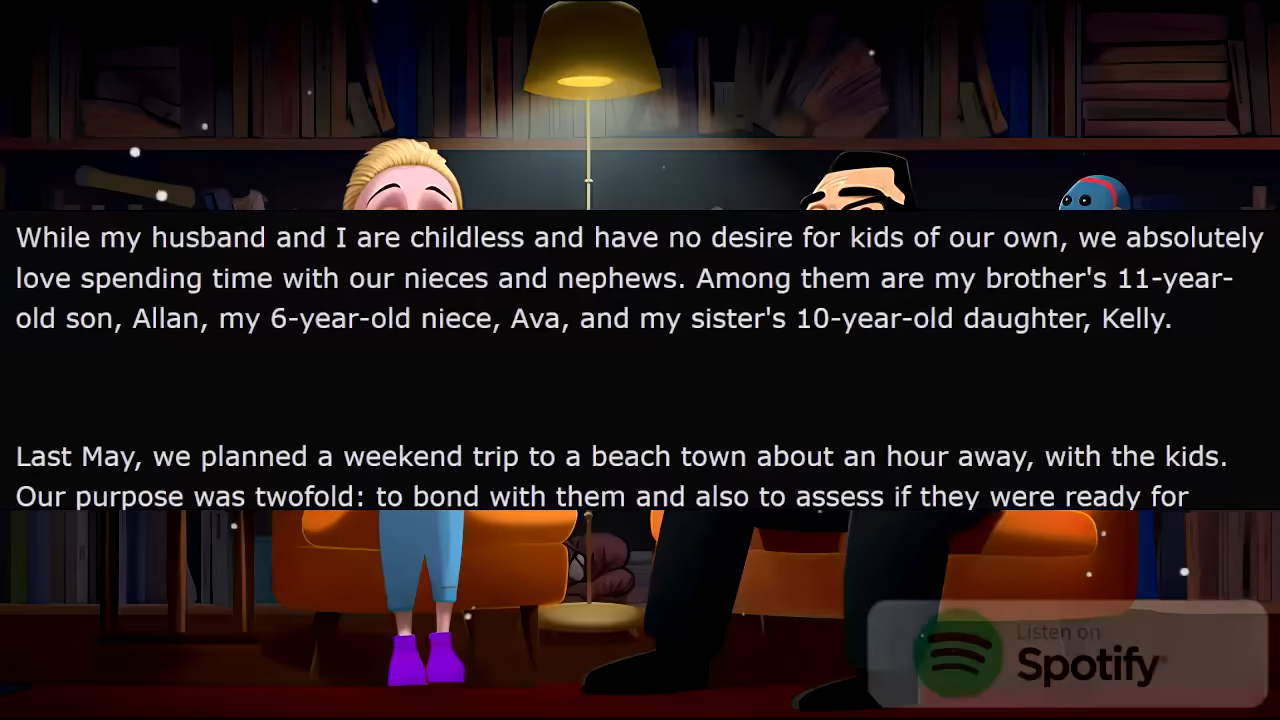 While my husband and I are childless and have no desire for kids of our own, we absolutely
love spending time with our nieces and nephews. Among them are my brother's 11-year-
old son, Allan, my 6-year-old niece, Ava, and my sister's 10-year-old daughter, Kelly.
Last May, we planned a weekend trip to a beach town about an hour away, with the kids.
Our purpose was twofold: to bond with them and also to assess if they were ready for
Listen on
Spotify